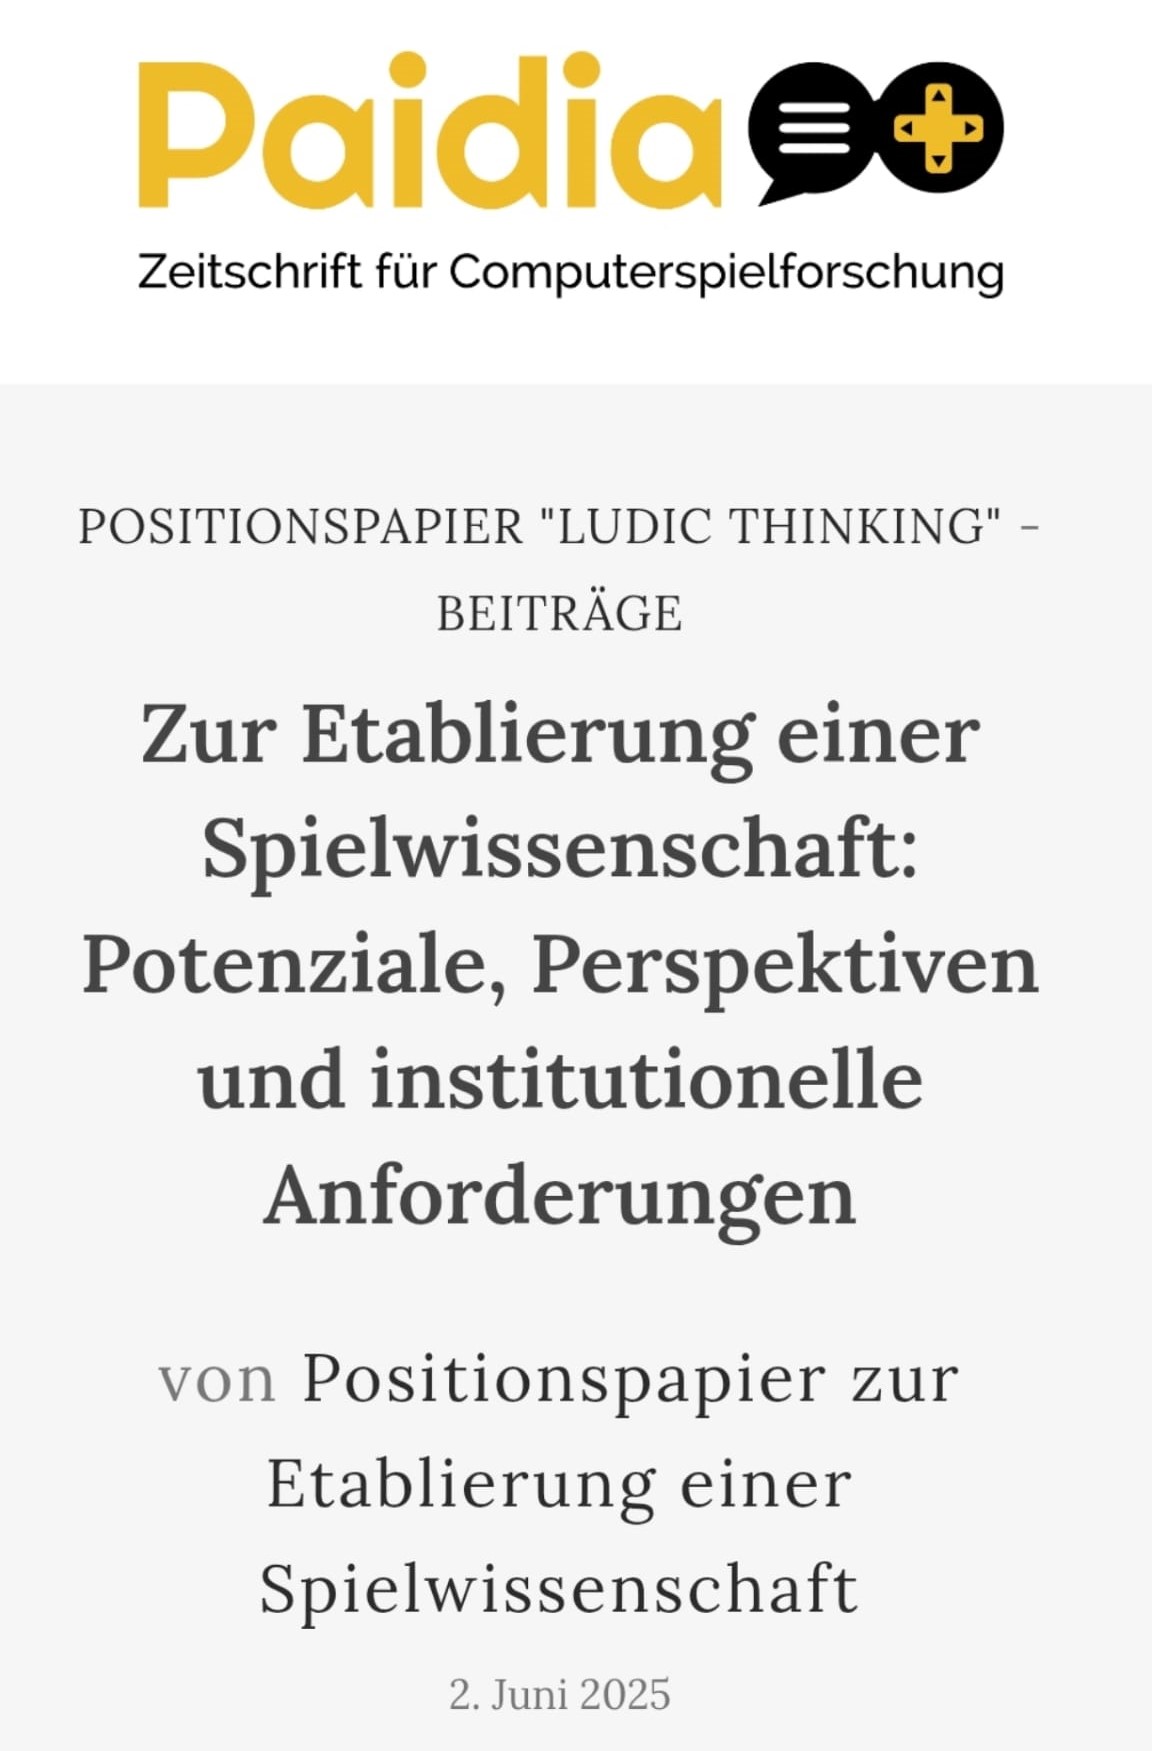 Paidia
Zeitschrift für Computerspielforschung
POSITIONSPAPIER "LUDIC THINKING" -
BEITRÄGE
Zur Etablierung einer
Spielwissenschaft:
Potenziale, Perspektiven
und institutionelle
Anforderungen
von Positionspapier zur
Etablierung einer
Spielwissenschaft
2. Juni 2025